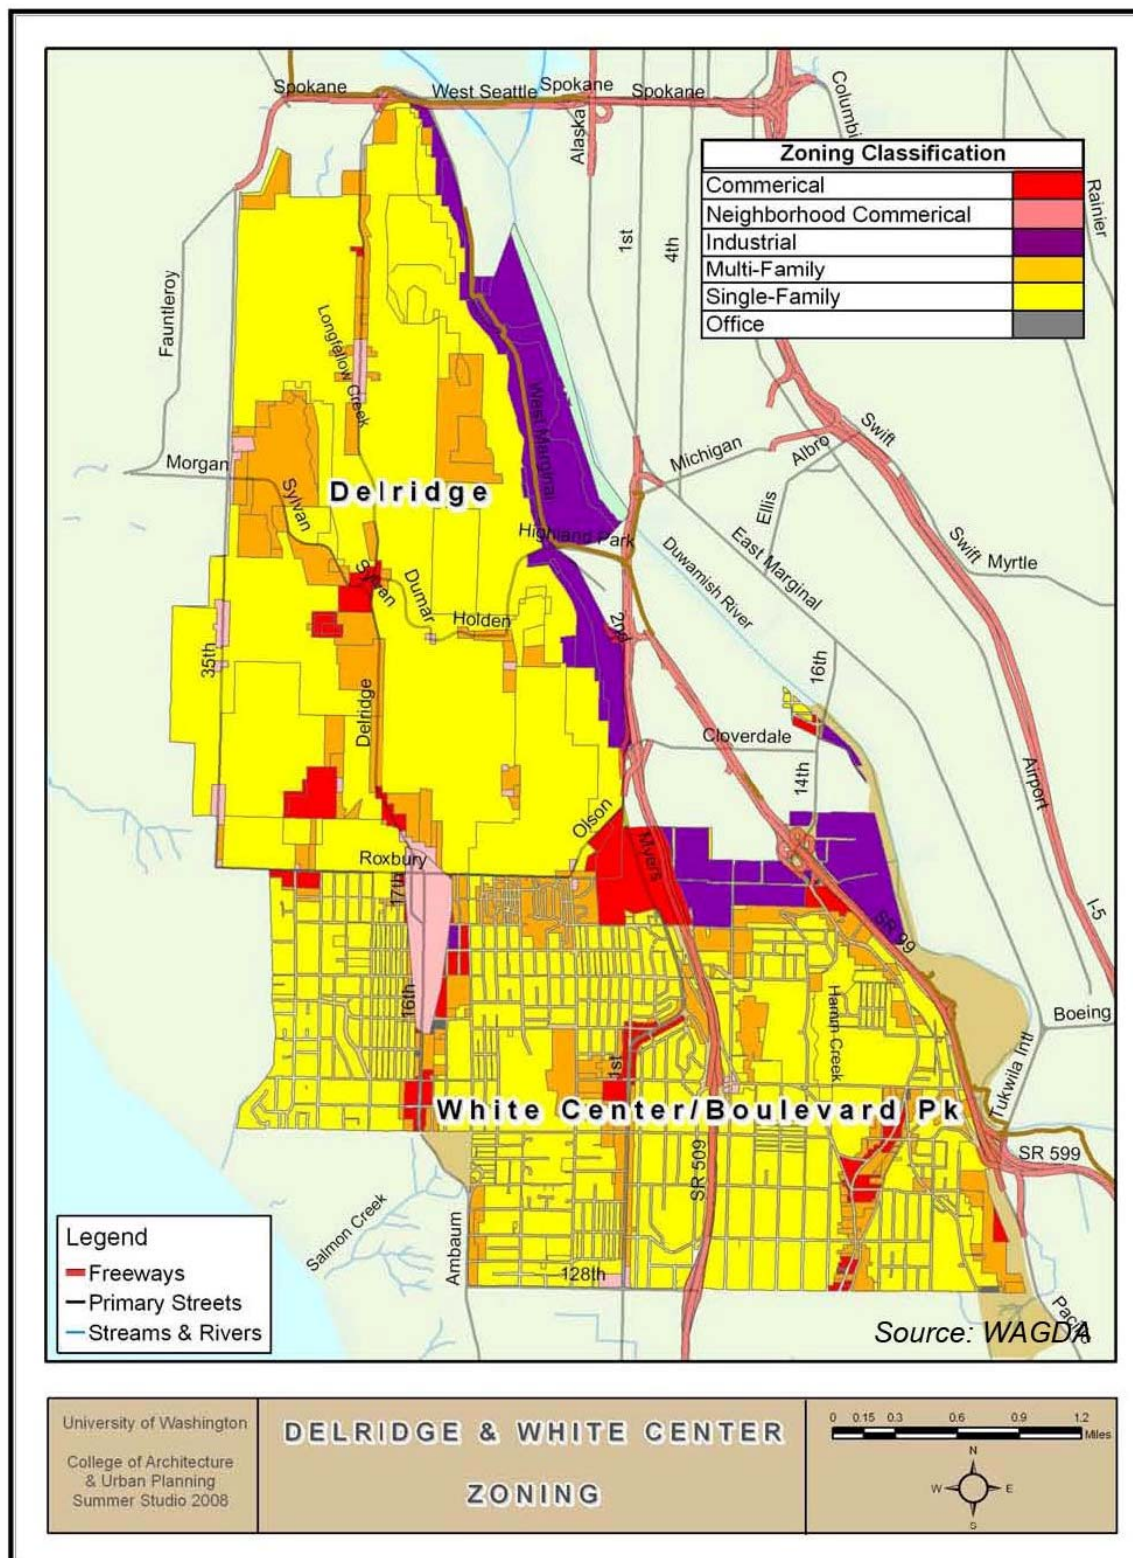 Spokane
West Seattle
Spokane
Spokane
Columbi
Alaska
Zoning Classification
Commerical
Neighborhood Commerical
Industrial
Multi-Family
Single-Family
Office
Rainier
1st
4th
Fauntleroy
Longfellow Creek
West Marginal
Michigan
Albro
Swift
Morgan
Sylvan
Delridge
Ellis
Highland Park
East Marginal
Swift
Myrtle
Duwamish River
Sylvan
Dumar
Holden
2nd
35th
16th
Delridge
Cloverdale
14th
Airport
Olson
Myers
Roxbury
17th
I-5
SR 99
16th
Hamm Creek
Boeing
1st
Tukwila Intl
White Center/Boulevard Pk
SR 509
SR 599
Salmon Creek
Ambaum
128th
Pacific
Source: WAGDA
Legend
Freeways
Primary Streets
Streams & Rivers
University of Washington
College of Architecture
& Urban Planning
Summer Studio 2008
DELRIDGE & WHITE CENTER
ZONING
0 0.15 0.3 0.6 0.9 1.2
Miles
N
W E
S